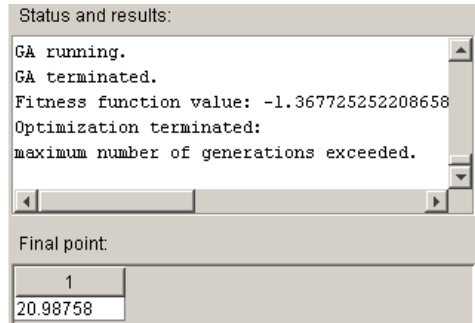 Status and results:
GA running.
GA terminated.
Fitness function value: -1.367725252208658
Optimization terminated:
maximum number of generations exceeded.
Final point:
1
20.98758